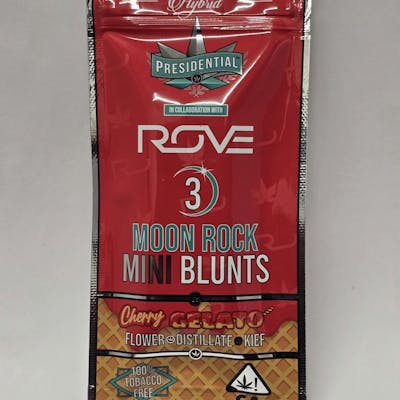 Hybrid
PRESIDENTIAL
IN COLLABORATION WITH
ROVE
3
MOON ROCK
MINI BLUNTS
Cherry GELATO
FLOWER DISTILLATE KIEF
100%
TOBACCO
FREE
!